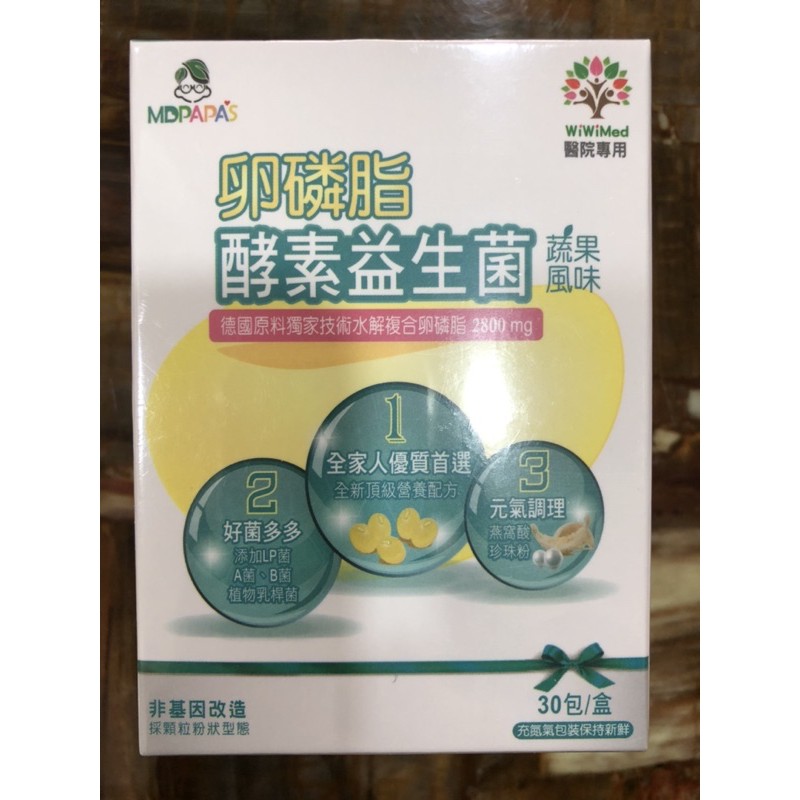 MDPAPA'S
WiWiMed
醫院專用
卵磷脂
酵素益生菌
蔬果
風味
德國原料獨家技術水解複合卵磷脂 2800 mg
1
全家人優質首選
全新頂級營養配方
2
好菌多多
添加LP菌
A菌、B菌
植物乳桿菌
3
元氣調理
燕窩酸
珍珠粉
非基因改造
採顆粒粉狀型態
30包/盒
充氮氣包裝保持新鮮